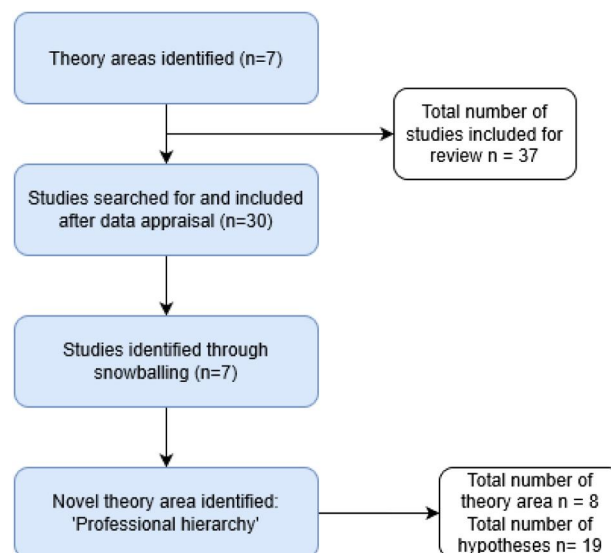 Theory areas identified (n=7)
Total number of
studies included for
review n = 37
Studies searched for and included
after data appraisal (n=30)
Studies identified through
snowballing (n=7)
Novel theory area identified:
'Professional hierarchy'
Total number of
theory area n = 8
Total number of
hypotheses n= 19